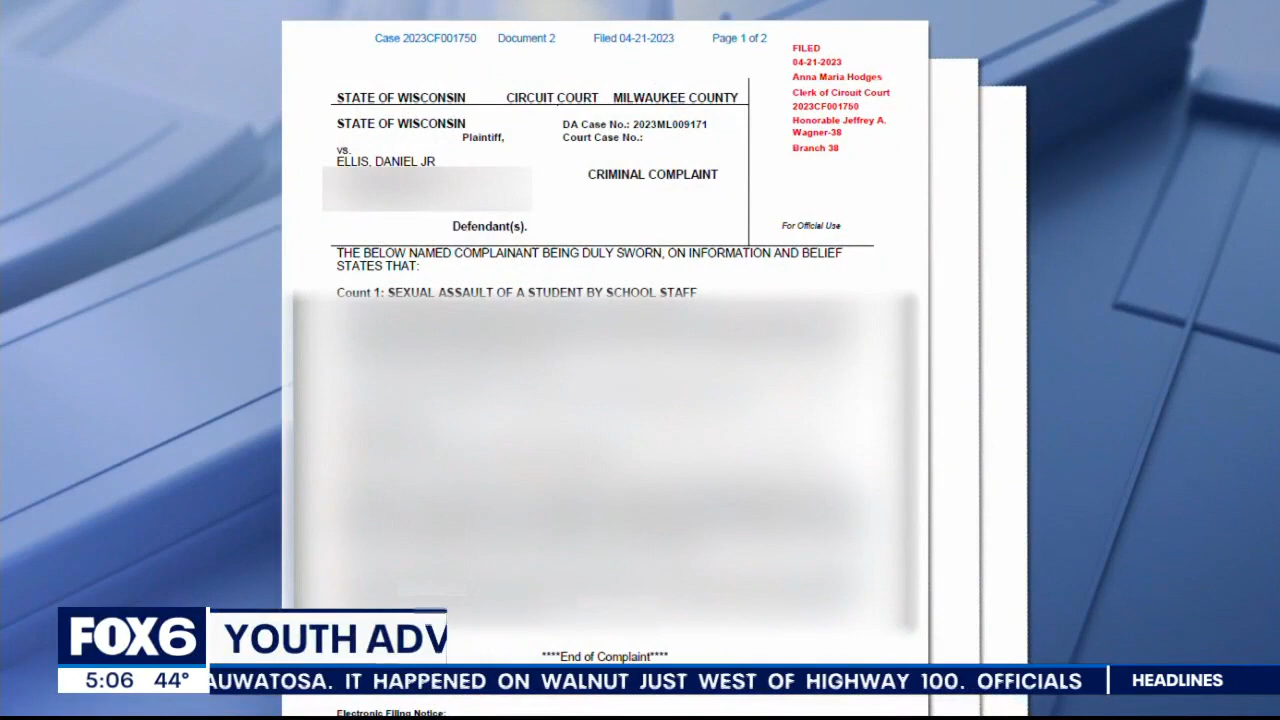 Case 2023CF001750 Document 2 Filed 04-21-2023 Page 1 of 2
FILED
04-21-2023
Anna Maria Hodges
Clerk of Circuit Court
2023CF001750
Honorable Jeffrey A.
Wagner-38
Branch 38
STATE OF WISCONSIN CIRCUIT COURT MILWAUKEE COUNTY
STATE OF WISCONSIN
Plaintiff,
DA Case No.: 2023ML009171
Court Case No.:
vs.
ELLIS, DANIEL JR
CRIMINAL COMPLAINT
Defendant(s).
For Official Use
THE BELOW NAMED COMPLAINANT BEING DULY SWORN, ON INFORMATION AND BELIEF
STATES THAT:
Count 1: SEXUAL ASSAULT OF A STUDENT BY SCHOOL STAFF
****End of Complaint****
FOX6 YOUTH ADV
5:06 44° AUWATOSA. IT HAPPENED ON WALNUT JUST WEST OF HIGHWAY 100. OFFICIALS HEADLINES
Electronic Filing Notice: